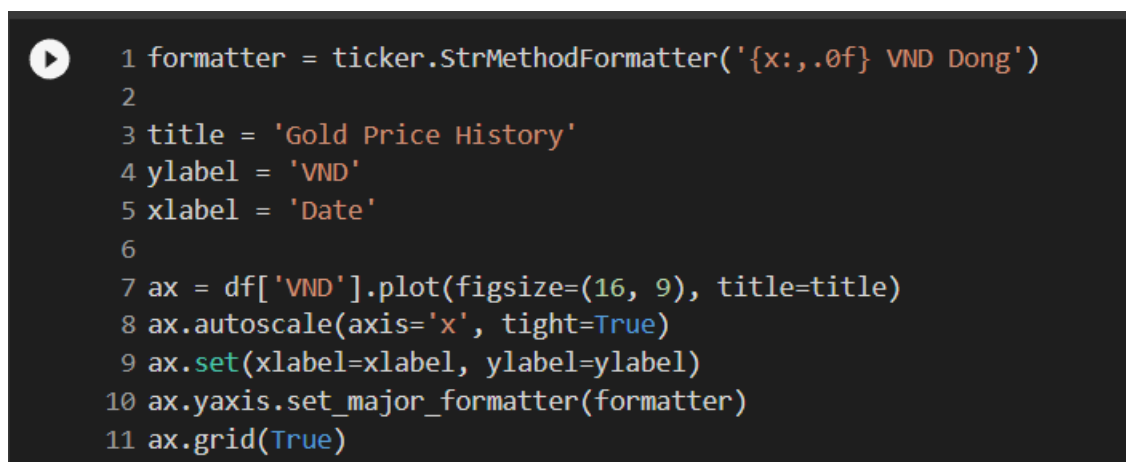 1 formatter = ticker.StrMethodFormatter('{x:,.0f} VND Dong')
2
3 title = 'Gold Price History'
4 ylabel = 'VND'
5 xlabel = 'Date'
6
7 ax = df['VND'].plot(figsize=(16, 9), title=title)
8 ax.autoscale(axis='x', tight=True)
9 ax.set(xlabel=xlabel, ylabel=ylabel)
10 ax.yaxis.set_major_formatter(formatter)
11 ax.grid(True)